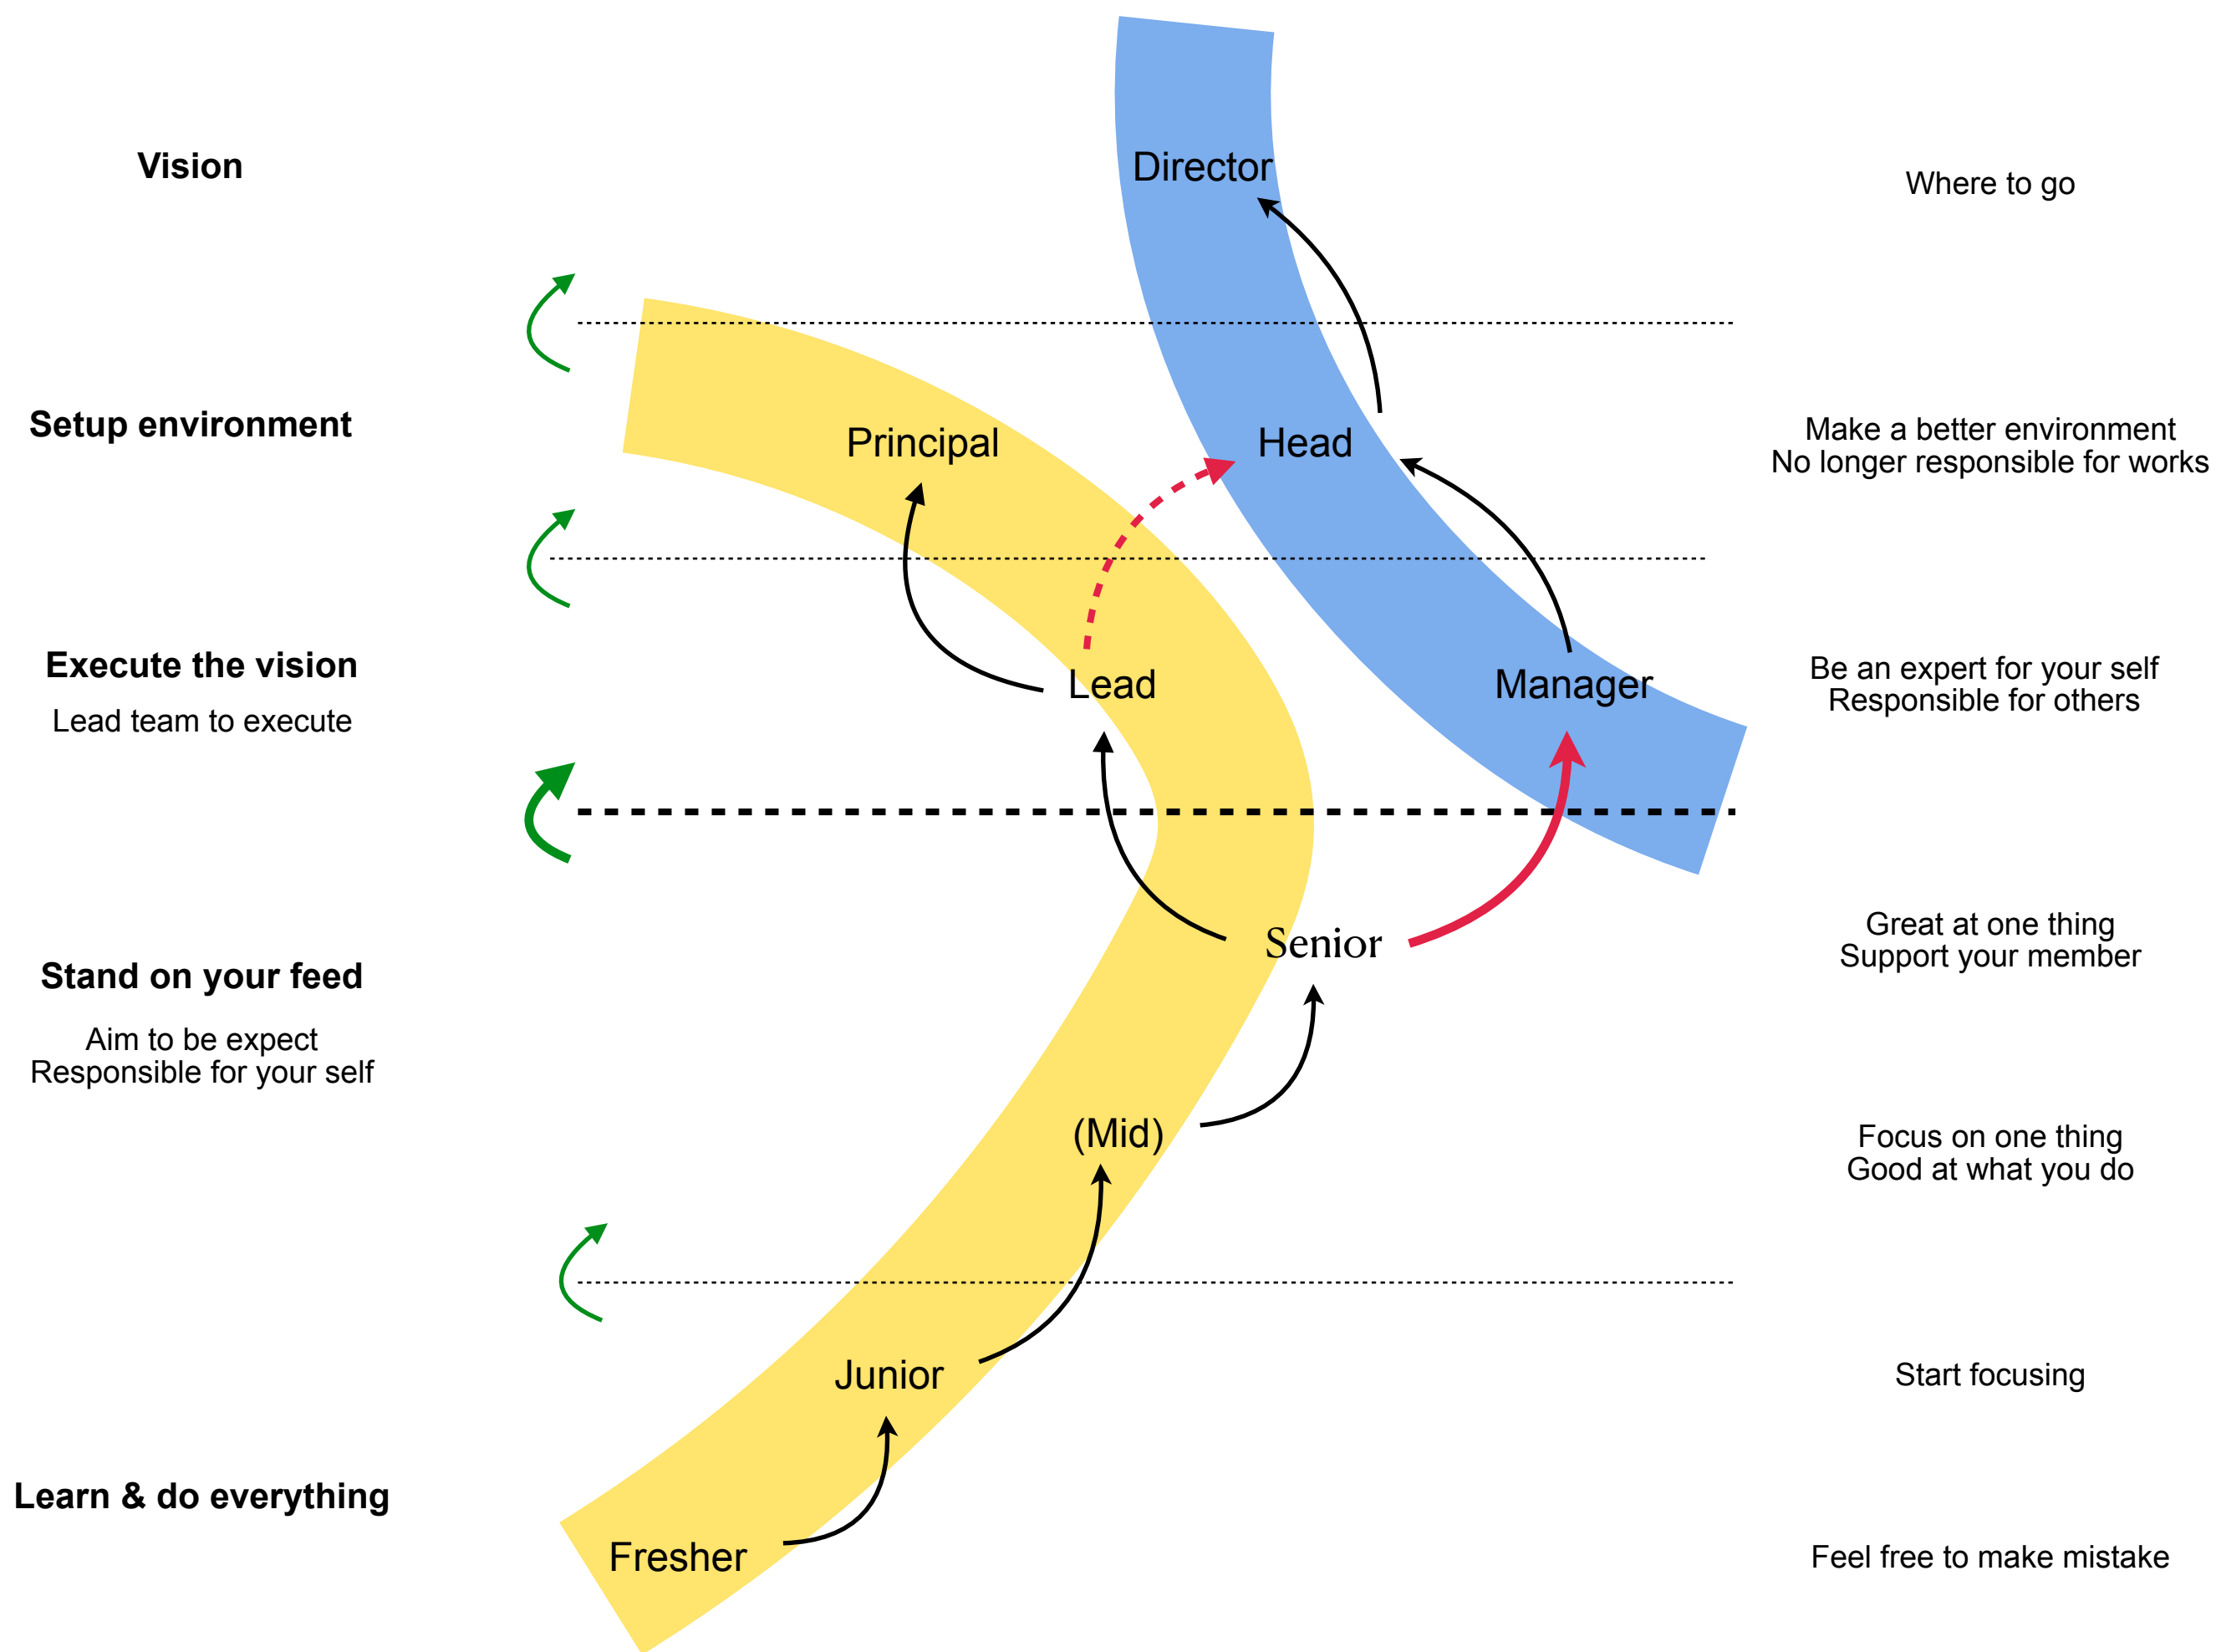 Vision
Director
Where to go
Setup environment
Principal
Head
Make a better environment
No longer responsible for works
Execute the vision
Lead team to execute
Lead
Manager
Be an expert for your self
Responsible for others
Stand on your feed
Aim to be expect
Responsible for your self
Senior
Great at one thing
Support your member
(Mid)
Focus on one thing
Good at what you do
Junior
Start focusing
Learn & do everything
Fresher
Feel free to make mistake